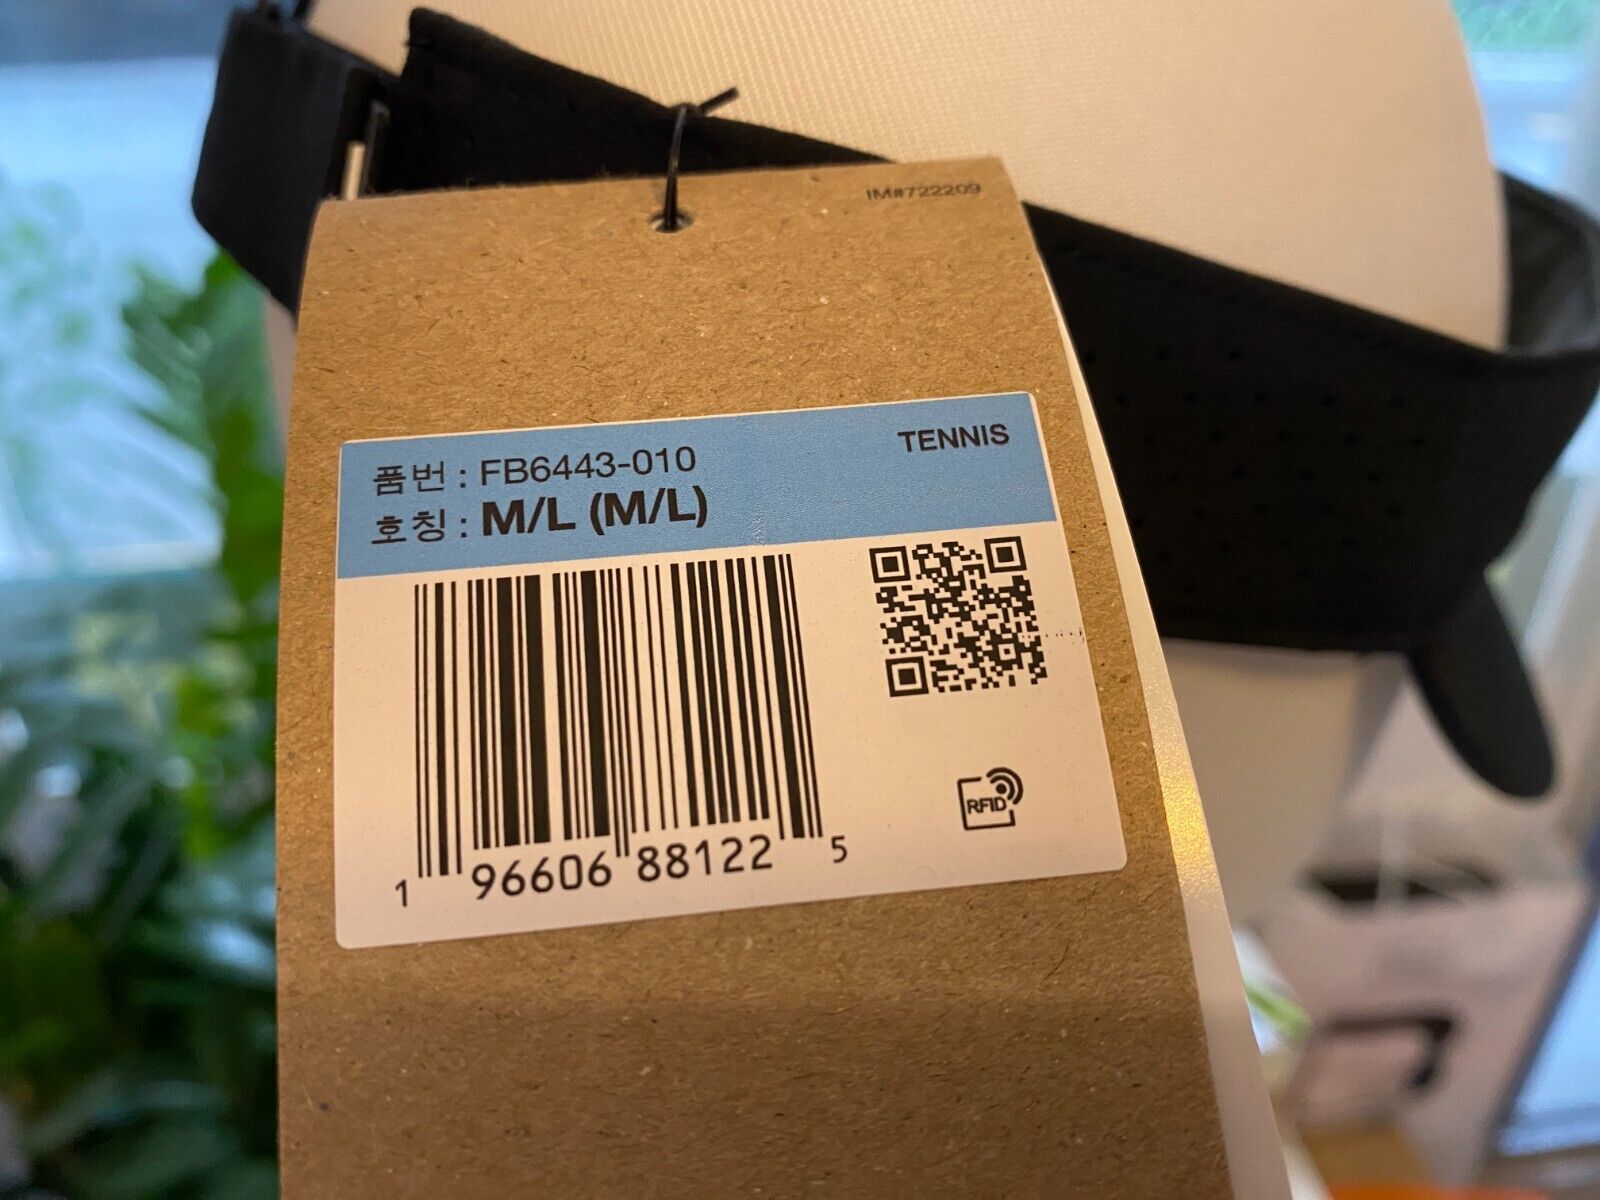 IM#722209
품번 : FB6443-010
TENNIS
호칭 : M/L (M/L)
1 96606 88122 5
RFID